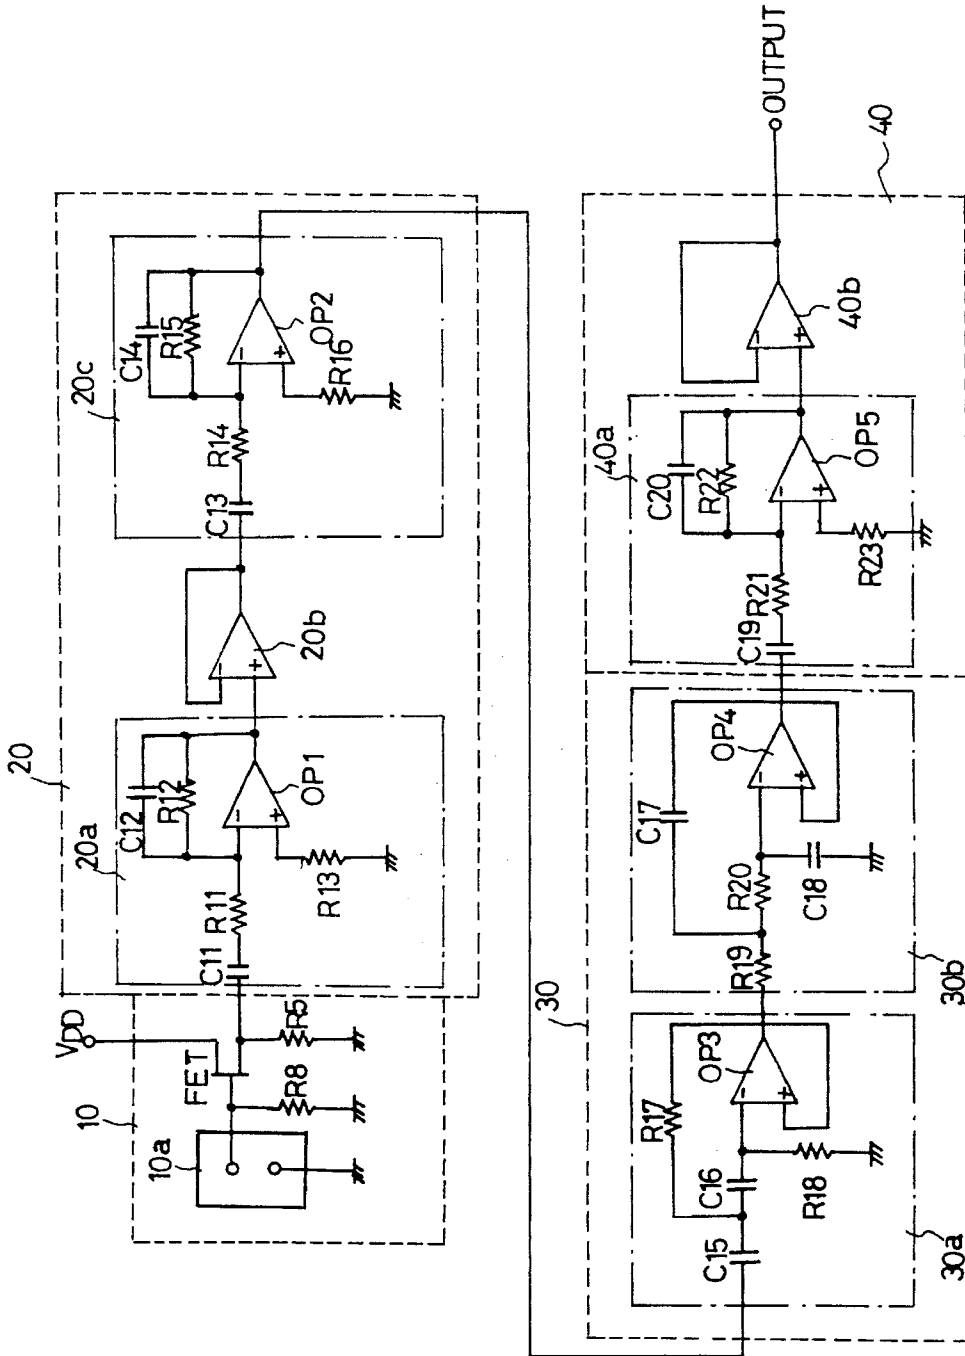 10
10a
FET
VDD
R8
R5
20
20a
C11
R11
C12
R12
−
+
OP1
R13
−
+
20b
20c
C13
R14
C14
R15
−
+
OP2
R16
30
30a
C15
C16
R17
R18
−
+
OP3
30b
R19
R20
C17
C18
−
+
OP4
40
40a
C19
R21
C20
R22
−
+
OP5
R23
−
+
40b
OUTPUT